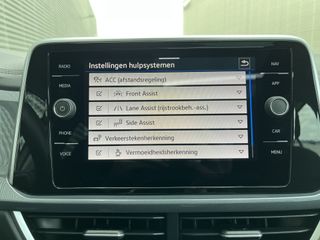 Instellingen hulpsystemen
RADIO
NAV
ACC (afstandsregeling)
MEDIA
APP
Front Assist
Lane Assist (rijstrookbeh.-ass.)
Side Assist
PHONE
CAR
Verkeerstekenherkenning
VOICE
MENU
Vermoeidheidsherkenning